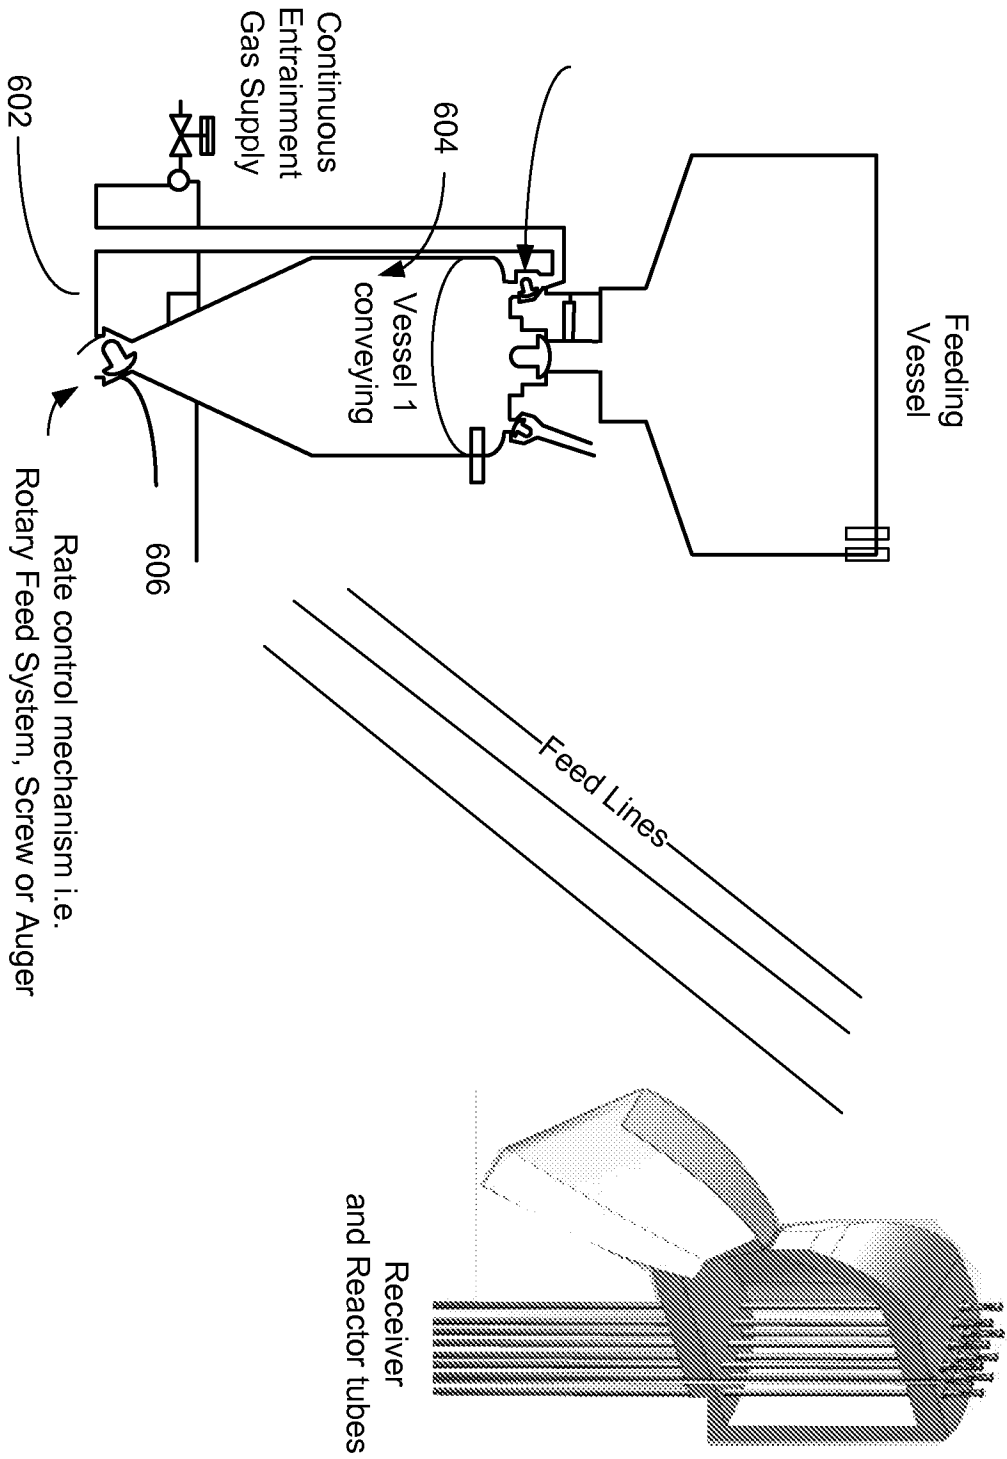 Feeding
Vessel
Continuous
Entrainment
Gas Supply
604
602
Vessel 1
conveying
606
Rate control mechanism i.e.
Rotary Feed System, Screw or Auger
Feed Lines
Receiver
and Reactor tubes